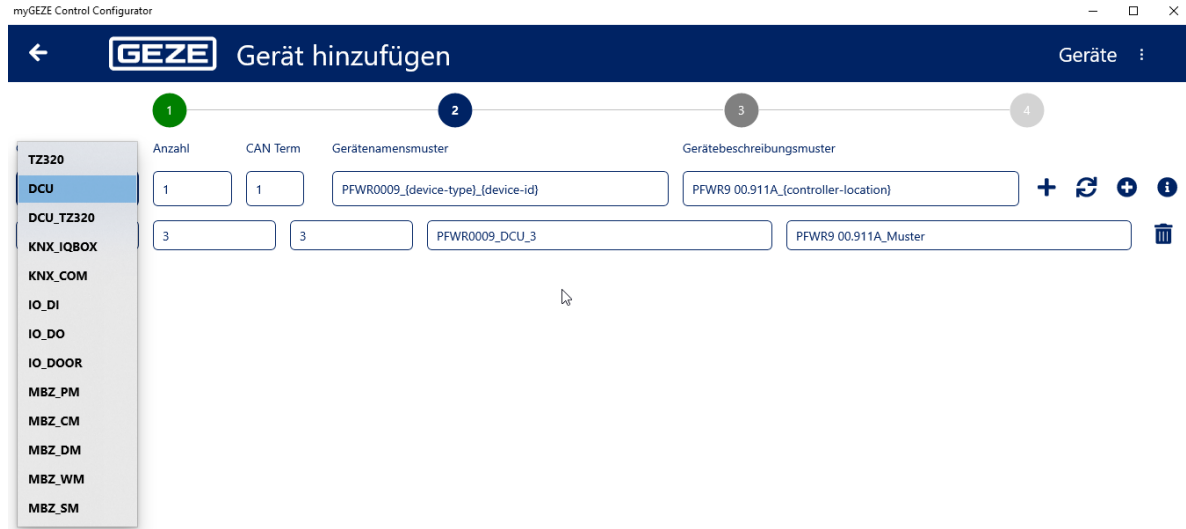 myGEZE Control Configurator
GEZE Gerät hinzufügen Geräte
1 2 3 4
Anzahl CAN Term Gerätenamensmuster Gerätebeschreibungsmuster
1 1 PFWR0009_{device-type}_{device-id} PFWR9 00.911A_{controller-location}
3 3 PFWR0009_DCU_3 PFWR9 00.911A_Muster
TZ320
DCU
DCU_TZ320
KNX_IQBOX
KNX_COM
IO_DI
IO_DO
IO_DOOR
MBZ_PM
MBZ_CM
MBZ_DM
MBZ_WM
MBZ_SM